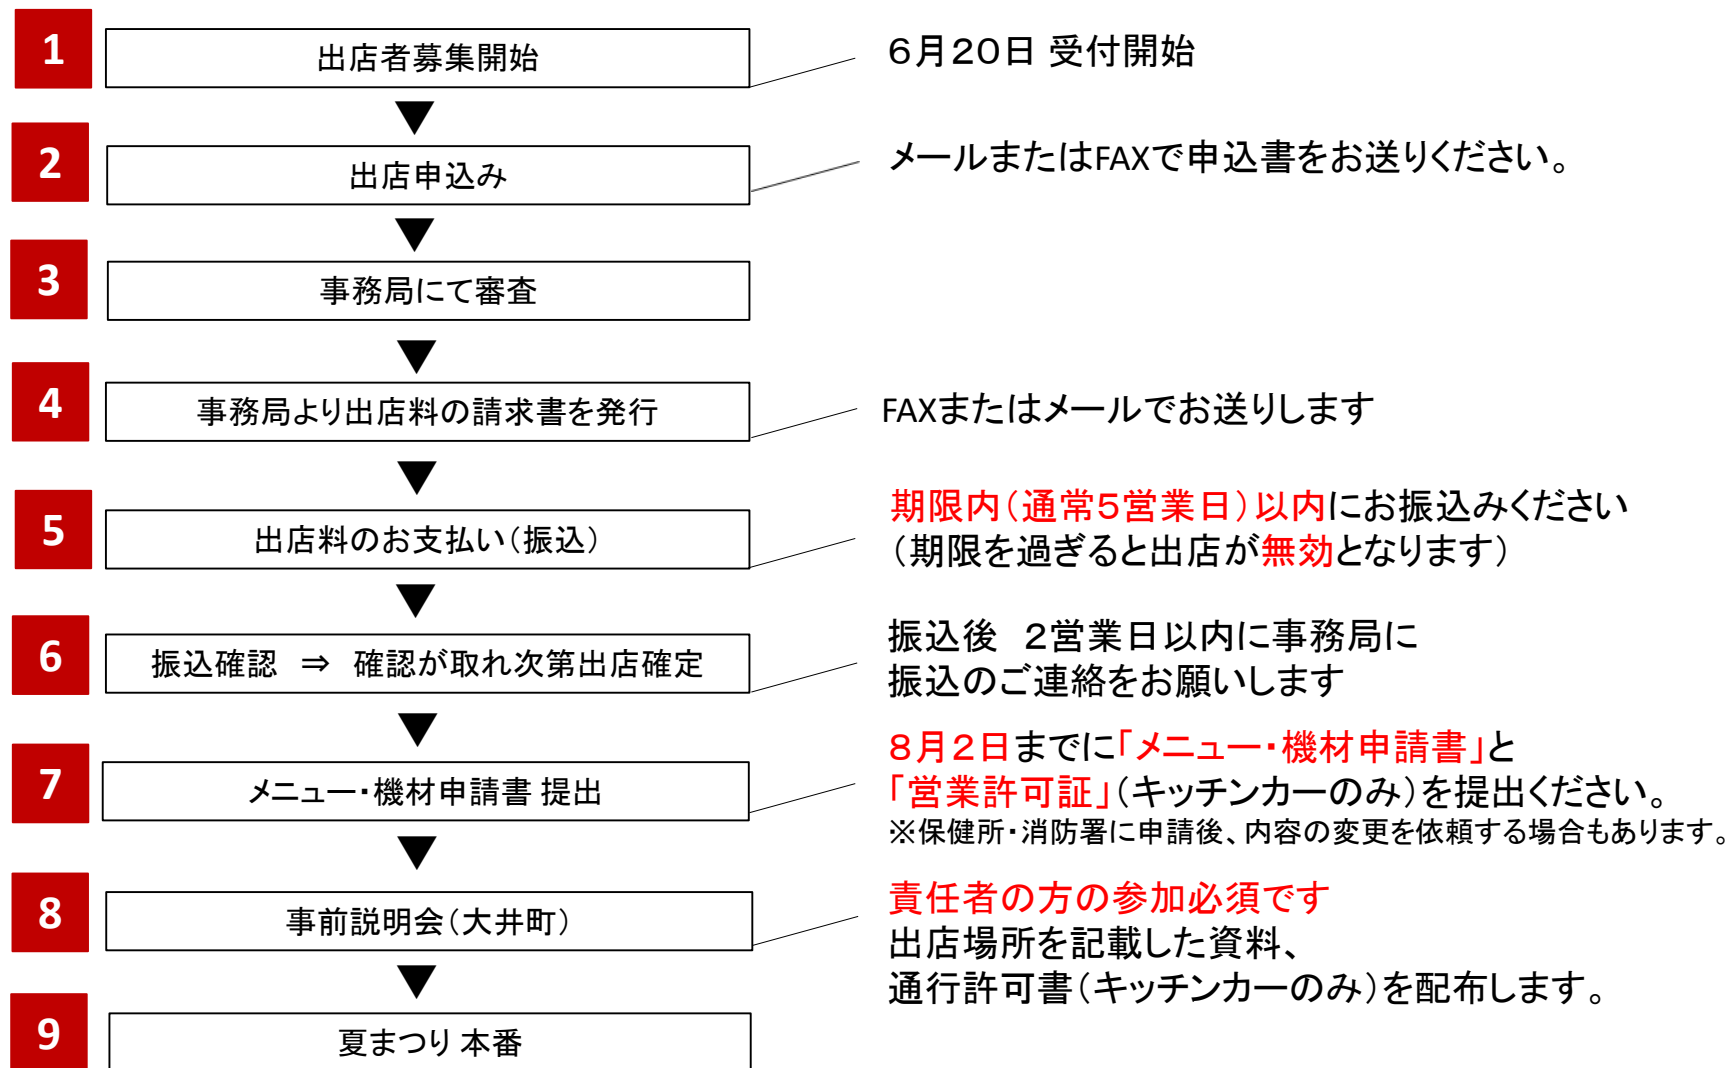 1
出店者募集開始
6月20日 受付開始
2
出店申込み
メールまたはFAXで申込書をお送りください。
3
事務局にて審査
4
事務局より出店料の請求書を発行
FAXまたはメールでお送りします
5
出店料のお支払い（振込）
期限内（通常5営業日）以内にお振込みください
（期限を過ぎると出店が無効となります）
6
振込確認　⇒　確認が取れ次第出店確定
振込後　2営業日以内に事務局に
振込のご連絡をお願いします
7
メニュー・機材申請書 提出
8月2日までに「メニュー・機材申請書」と
「営業許可証」（キッチンカーのみ）を提出ください。
※保健所・消防署に申請後、内容の変更を依頼する場合もあります。
8
事前説明会（大井町）
責任者の方の参加必須です
出店場所を記載した資料、
通行許可書（キッチンカーのみ）を配布します。
9
夏まつり 本番